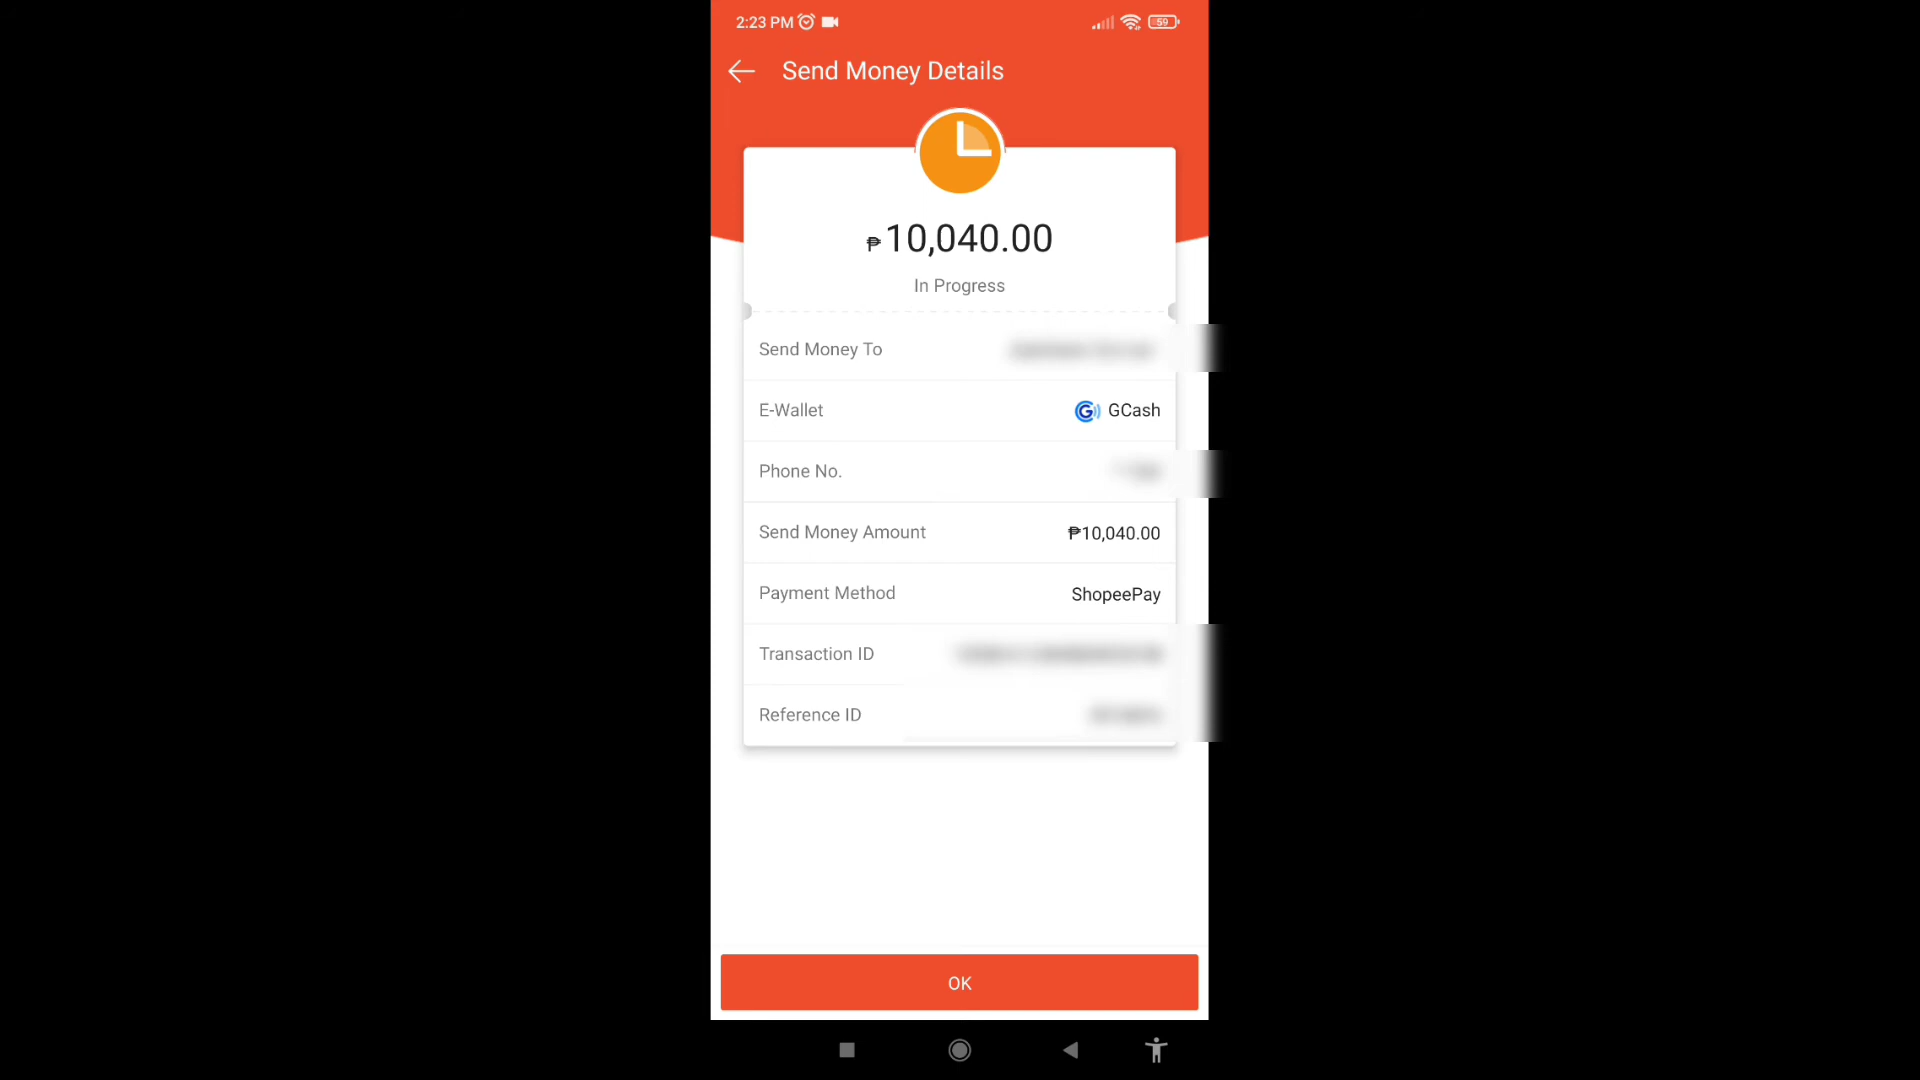 2:23 PM
59
Send Money Details
₱10,040.00
In Progress
Send Money To
E-Wallet GCash
Phone No.
Send Money Amount ₱10,040.00
Payment Method ShopeePay
Transaction ID
Reference ID
OK